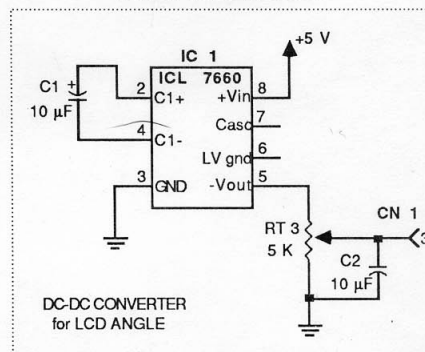 IC 1
+5 V
ICL 7660
2
C1+
+Vin
8
C1
+
10 µF
Casc
7
4
C1-
LV gnd
6
3
GND
-Vout
5
CN 1
RT 3
5 K
3
C2
10 µF
DC-DC CONVERTER
for LCD ANGLE